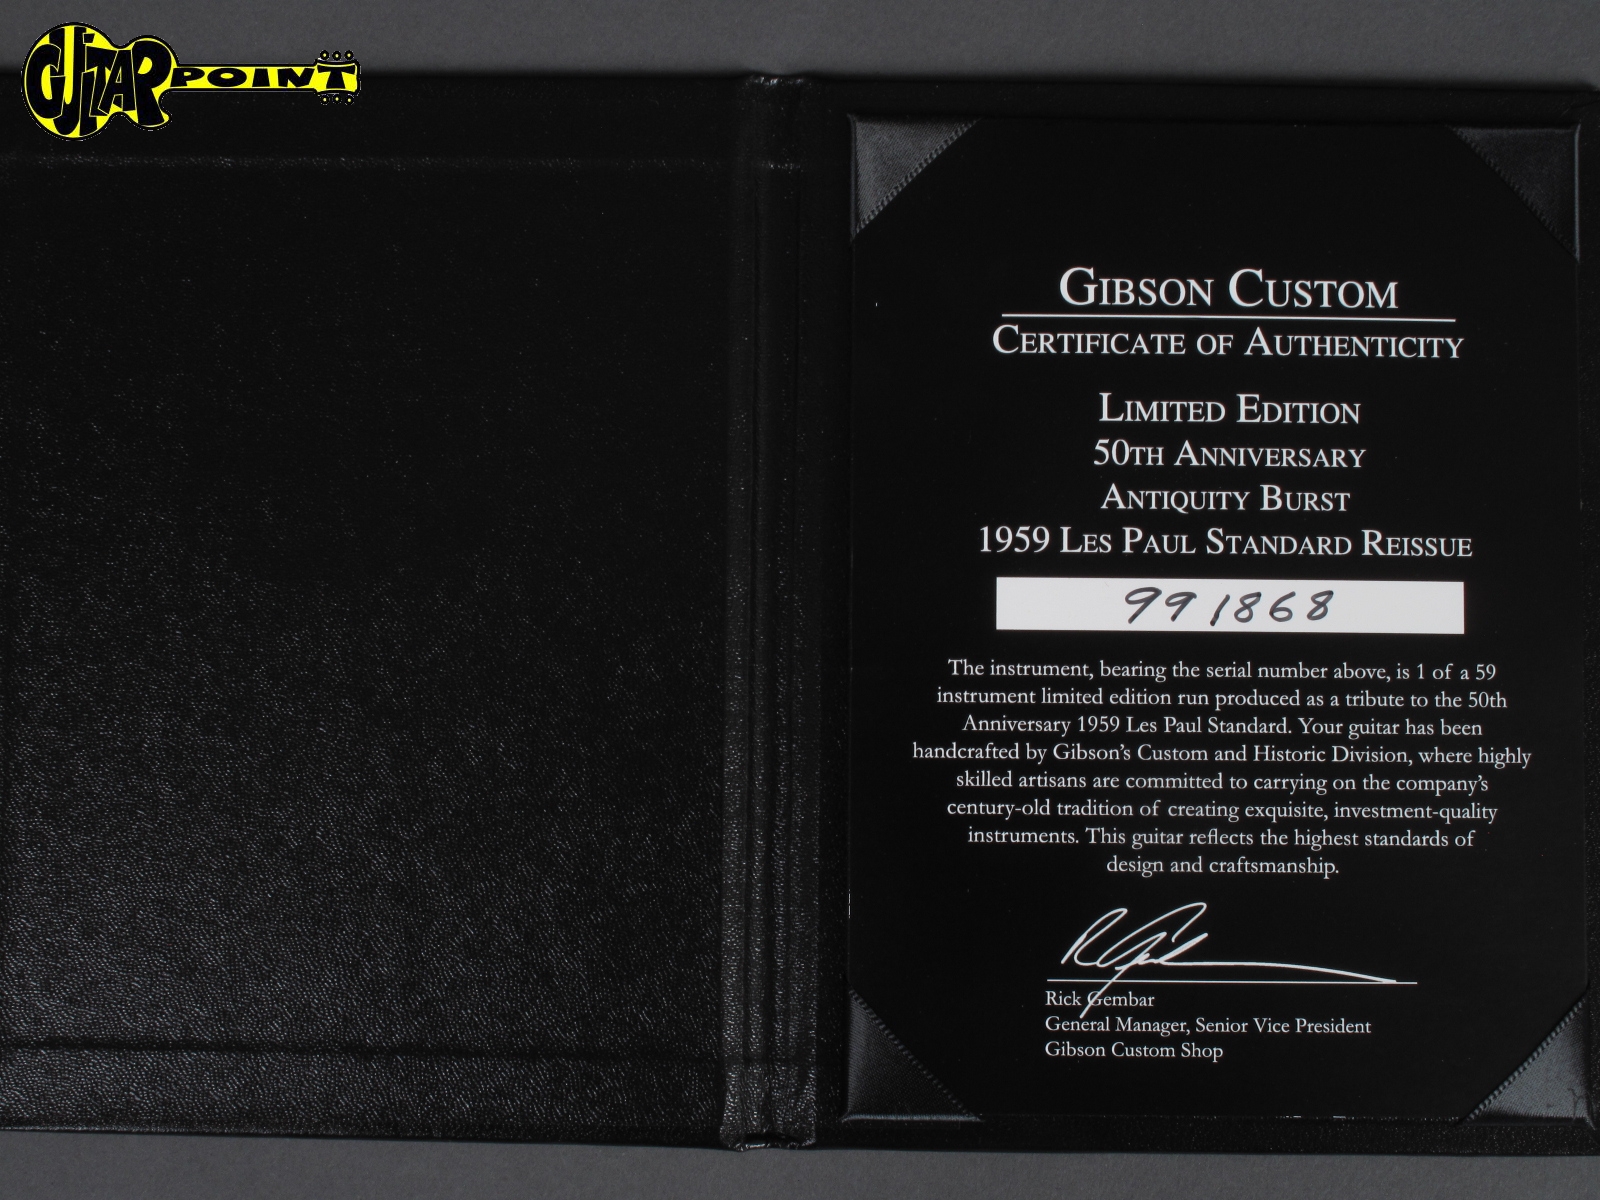 GUITAR POINT
GIBSON CUSTOM
CERTIFICATE OF AUTHENTICITY
LIMITED EDITION
50TH ANNIVERSARY
ANTIQUITY BURST
1959 LES PAUL STANDARD REISSUE
991868
The instrument, bearing the serial number above, is 1 of a 59
instrument limited edition run produced as a tribute to the 50th
Anniversary 1959 Les Paul Standard. Your guitar has been
handcrafted by Gibson's Custom and Historic Division, where highly
skilled artisans are committed to carrying on the company's
century-old tradition of creating exquisite, investment-quality
instruments. This guitar reflects the highest standards of
design and craftsmanship.
Rick Gembar
General Manager, Senior Vice President
Gibson Custom Shop